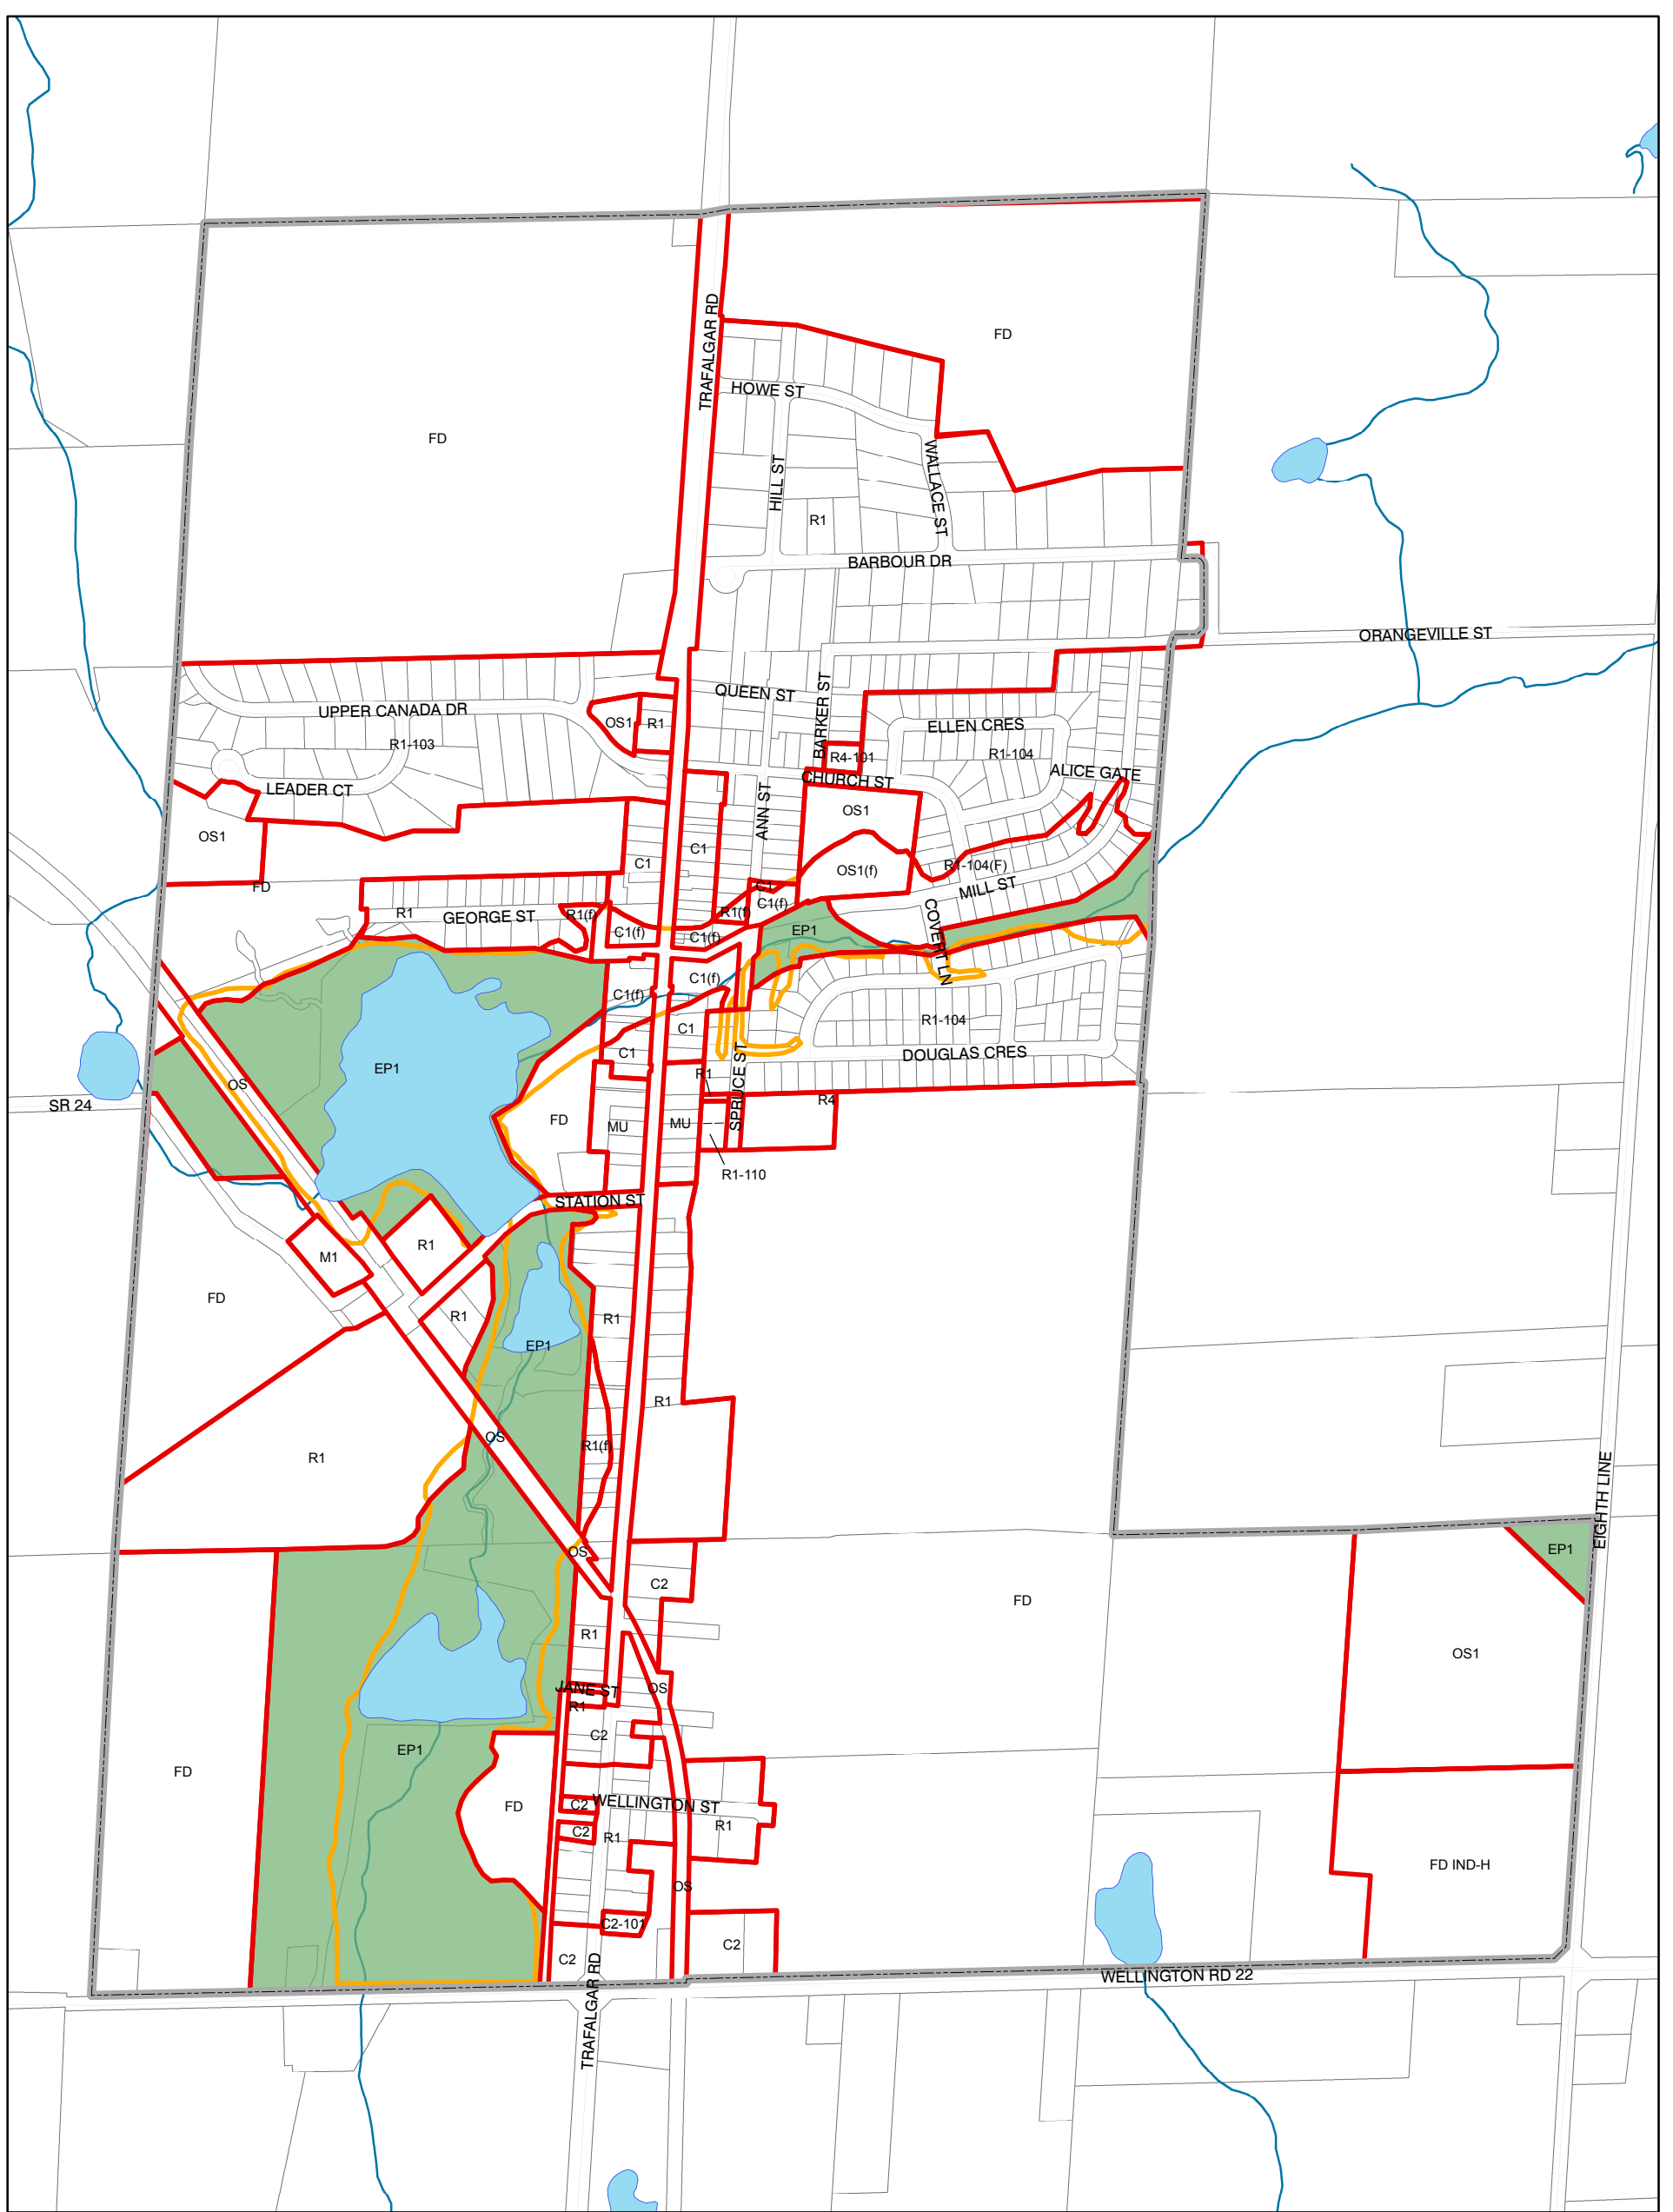 TRAFALGAR RD
FD
HOWE ST
FD
WALLACE ST
HILL ST
R1
BARBOUR DR
ORANGEVILLE ST
QUEEN ST
BARKER ST
UPPER CANADA DR
OS1
R1
ELLEN CRES
R1-103
R1-104
R4-101
ALICE GATE
CHURCH ST
LEADER CT
OS1
ANN ST
OS1
C1
C1
R1-104(F)
OS1(f)
FD
C1
MILL ST
C1(f)
R1
GEORGE ST
R1(f)
R1(f)
C1(f)
C1(f)
EP1
COVERT LN
C1(f)
C1(f)
R1-104
C1
C1
DOUGLAS CRES
EP1
R1
OS
SPRUCE ST
R4
SR 24
FD
MU
MU
R1-110
STATION ST
R1
M1
FD
R1
R1
EP1
R1
OS
R1(f)
R1
EIGHTH LINE
OS
EP1
C2
FD
R1
OS1
JANE ST
OS
R1
C2
EP1
FD
FD
C2
WELLINGTON ST
R1
C2
R1
FD IND-H
OS
C2-101
C2
C2
WELLINGTON RD 22
TRAFALGAR RD